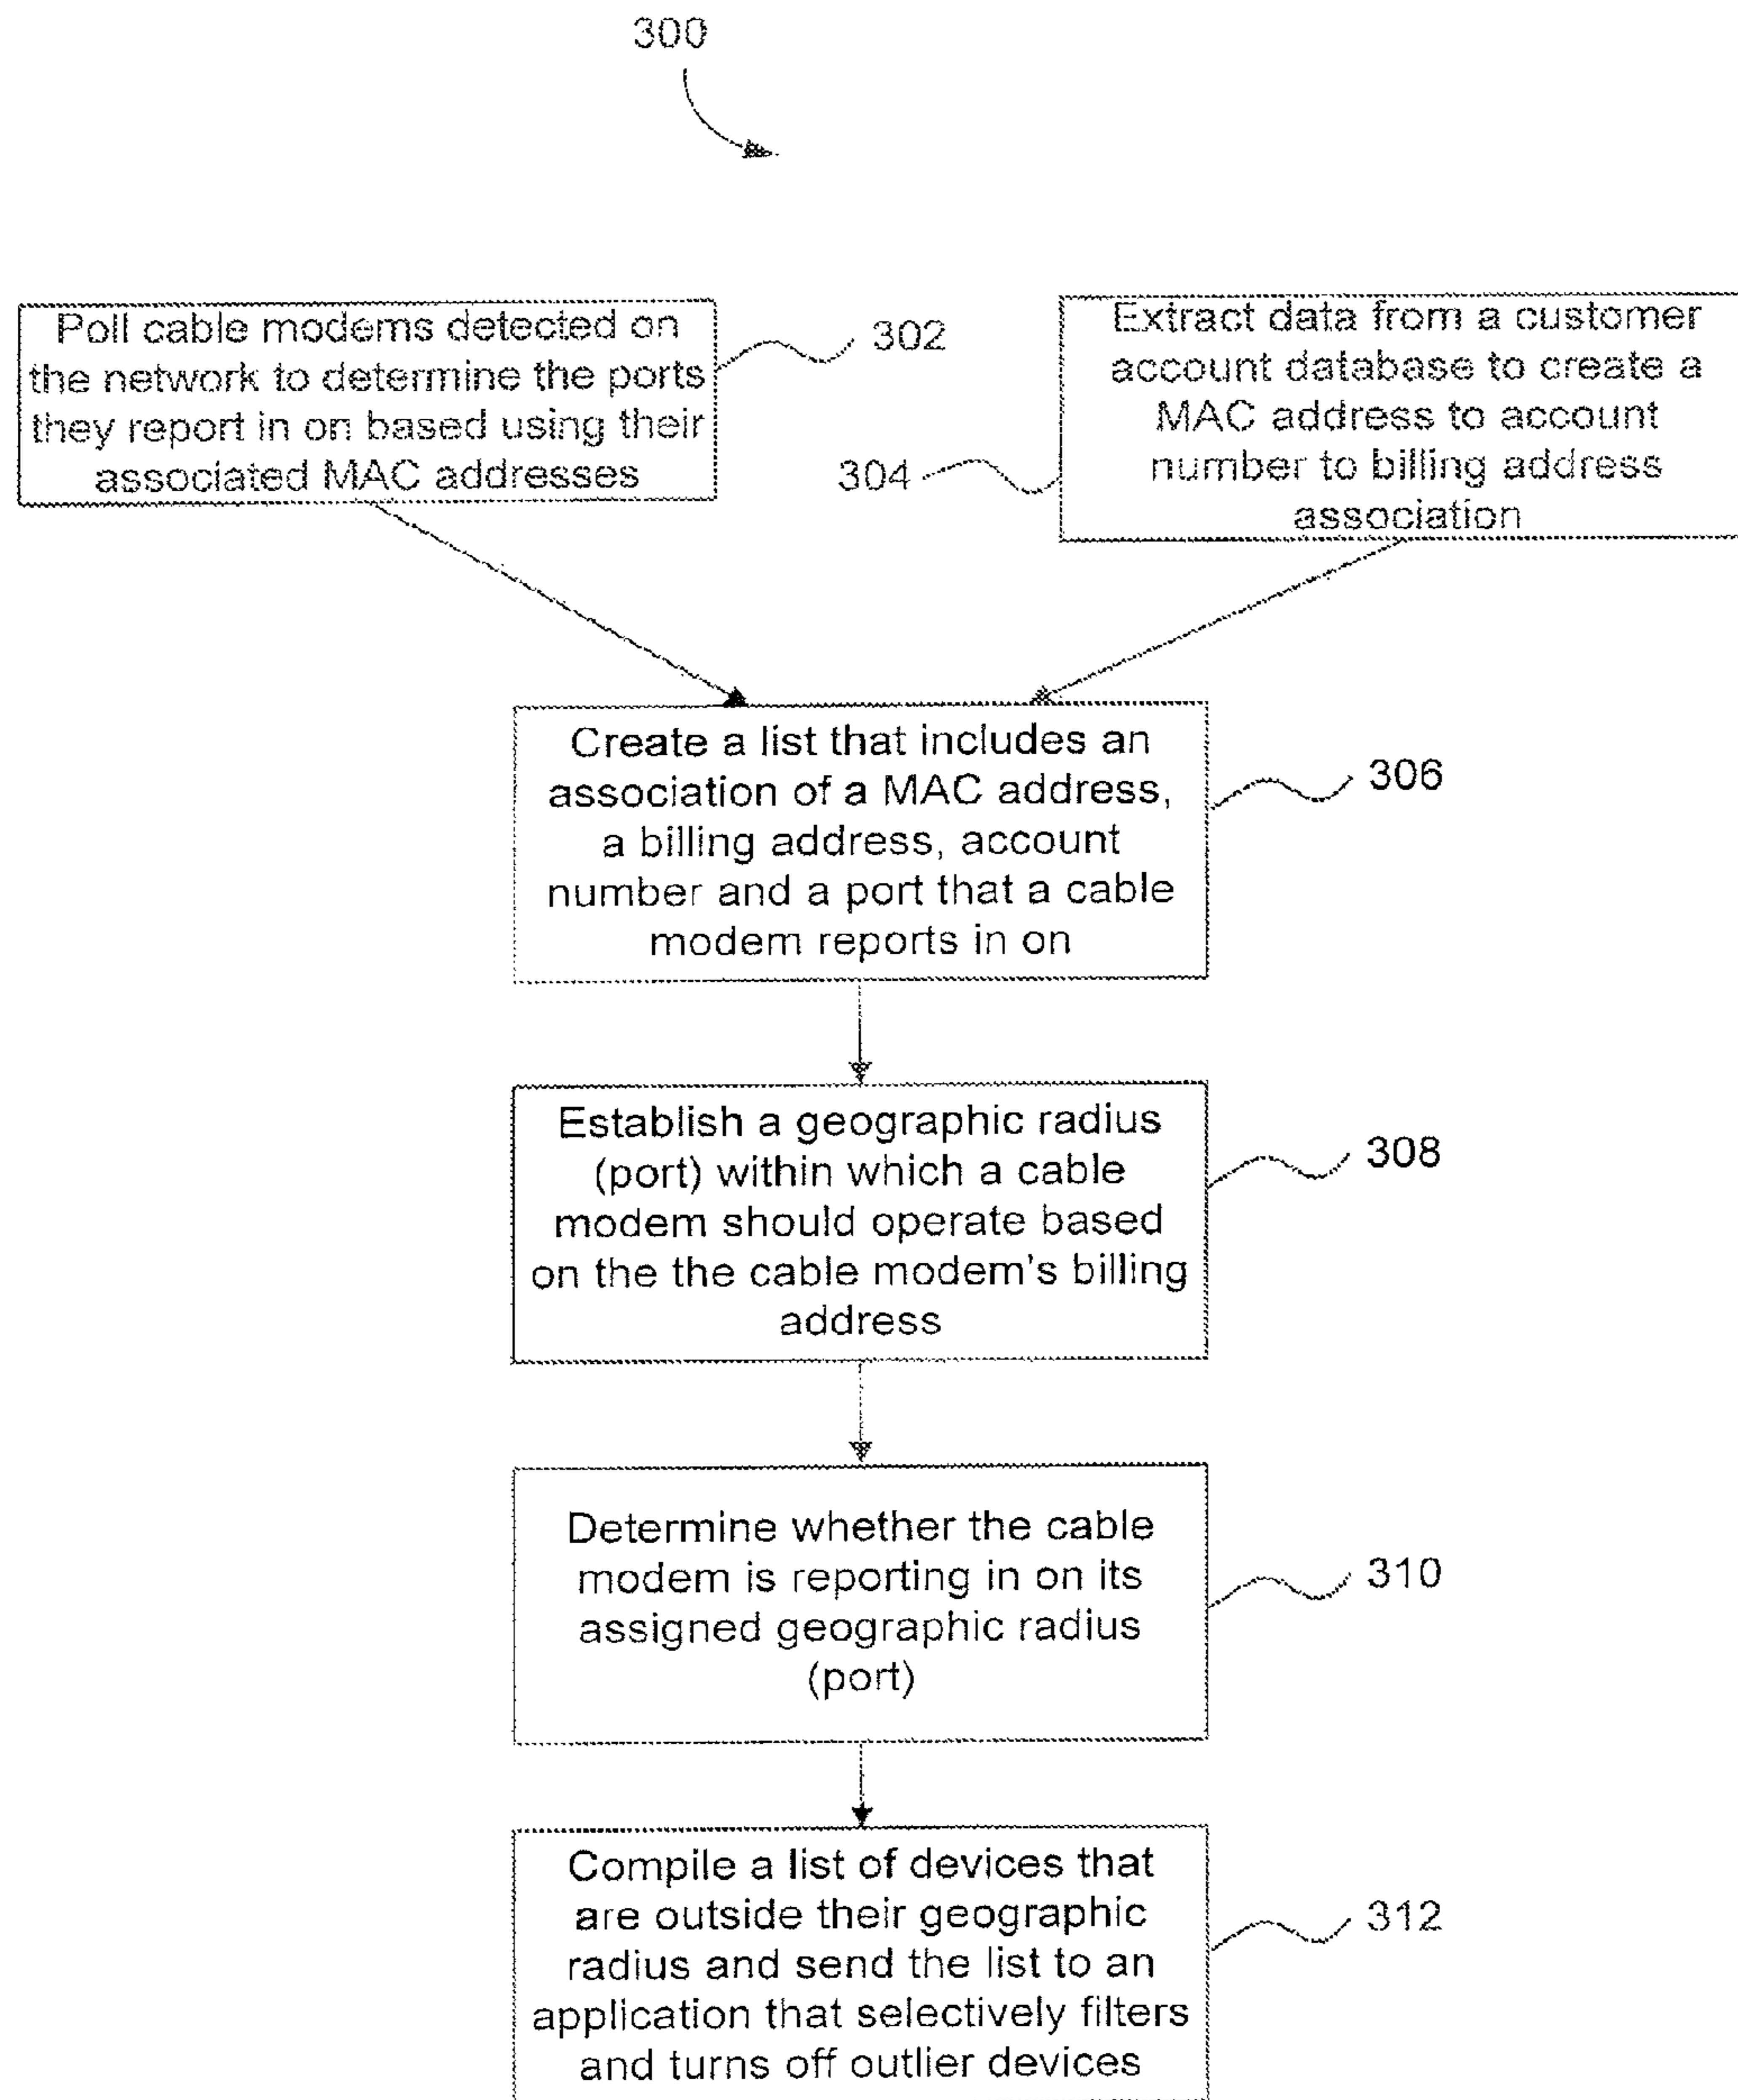 300
Poll cable modems detected on
the network to determine the ports
they report in on based using their
associated MAC addresses
302
Extract data from a customer
account database to create a
MAC address to account
number to billing address
association
304
Create a list that includes an
association of a MAC address,
a billing address, account
number and a port that a cable
modem reports in on
306
Establish a geographic radius
(port) within which a cable
modem should operate based
on the the cable modem's billing
address
308
Determine whether the cable
modem is reporting in on its
assigned geographic radius
(port)
310
Compile a list of devices that
are outside their geographic
radius and send the list to an
application that selectively filters
and turns off outlier devices
312